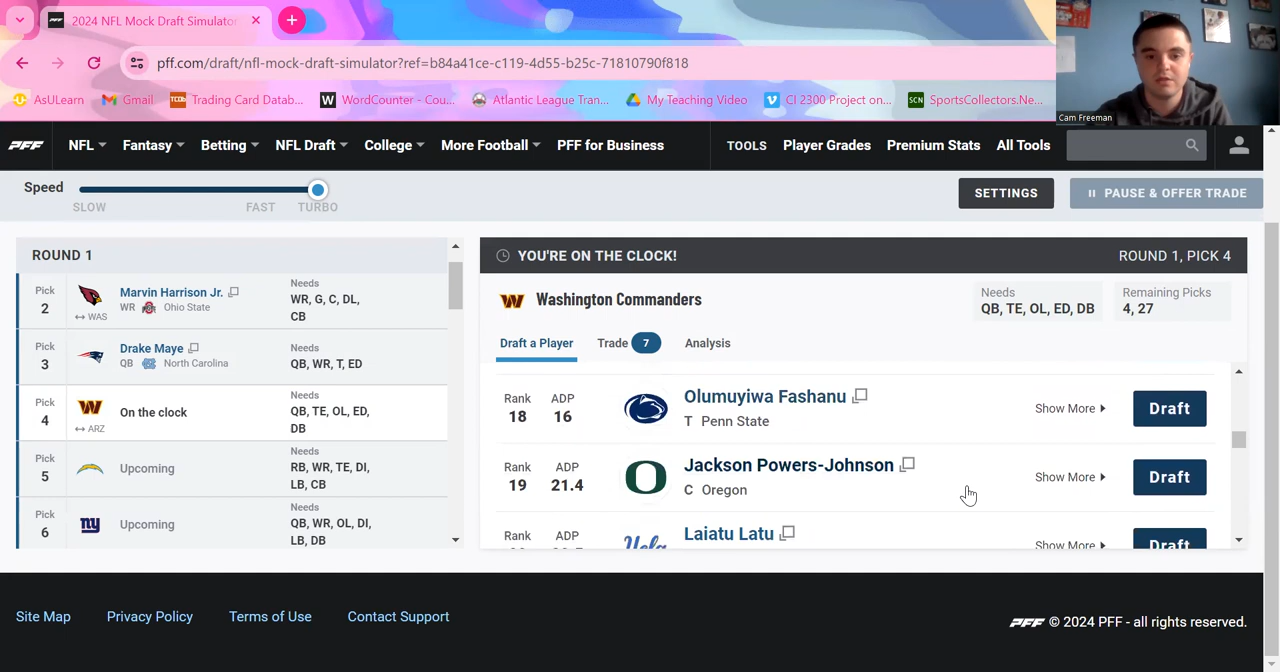 2024 NFL Mock Draft Simulator
pff.com/draft/nfl-mock-draft-simulator?ref=b84a41ce-c119-4d55-b25c-71810790f818
AsULearn
Gmail
Trading Card Datab...
WordCounter - Cou...
Atlantic League Tran...
My Teaching Video
CI 2300 Project on...
SportsCollectors.Ne...
Cam Freeman
PFF
NFL
Fantasy
Betting
NFL Draft
College
More Football
PFF for Business
TOOLS
Player Grades
Premium Stats
All Tools
Speed
SLOW
FAST
TURBO
SETTINGS
PAUSE & OFFER TRADE
ROUND 1
Pick
2
↔ WAS
Marvin Harrison Jr.
WR Ohio State
Needs
WR, G, C, DL,
CB
Pick
3
Drake Maye
QB North Carolina
Needs
QB, WR, T, ED
Pick
4
↔ ARZ
On the clock
Needs
QB, TE, OL, ED,
DB
Pick
5
Upcoming
Needs
RB, WR, TE, DI,
LB, CB
Pick
6
Upcoming
Needs
QB, WR, OL, DI,
LB, DB
YOU'RE ON THE CLOCK!
ROUND 1, PICK 4
Washington Commanders
Needs
QB, TE, OL, ED, DB
Remaining Picks
4, 27
Draft a Player
Trade 7
Analysis
Rank
18
ADP
16
Olumuyiwa Fashanu
T Penn State
Show More
Draft
Rank
19
ADP
21.4
Jackson Powers-Johnson
C Oregon
Show More
Draft
Rank
ADP
Laiatu Latu
Show More
Draft
Site Map
Privacy Policy
Terms of Use
Contact Support
PFF © 2024 PFF - all rights reserved.